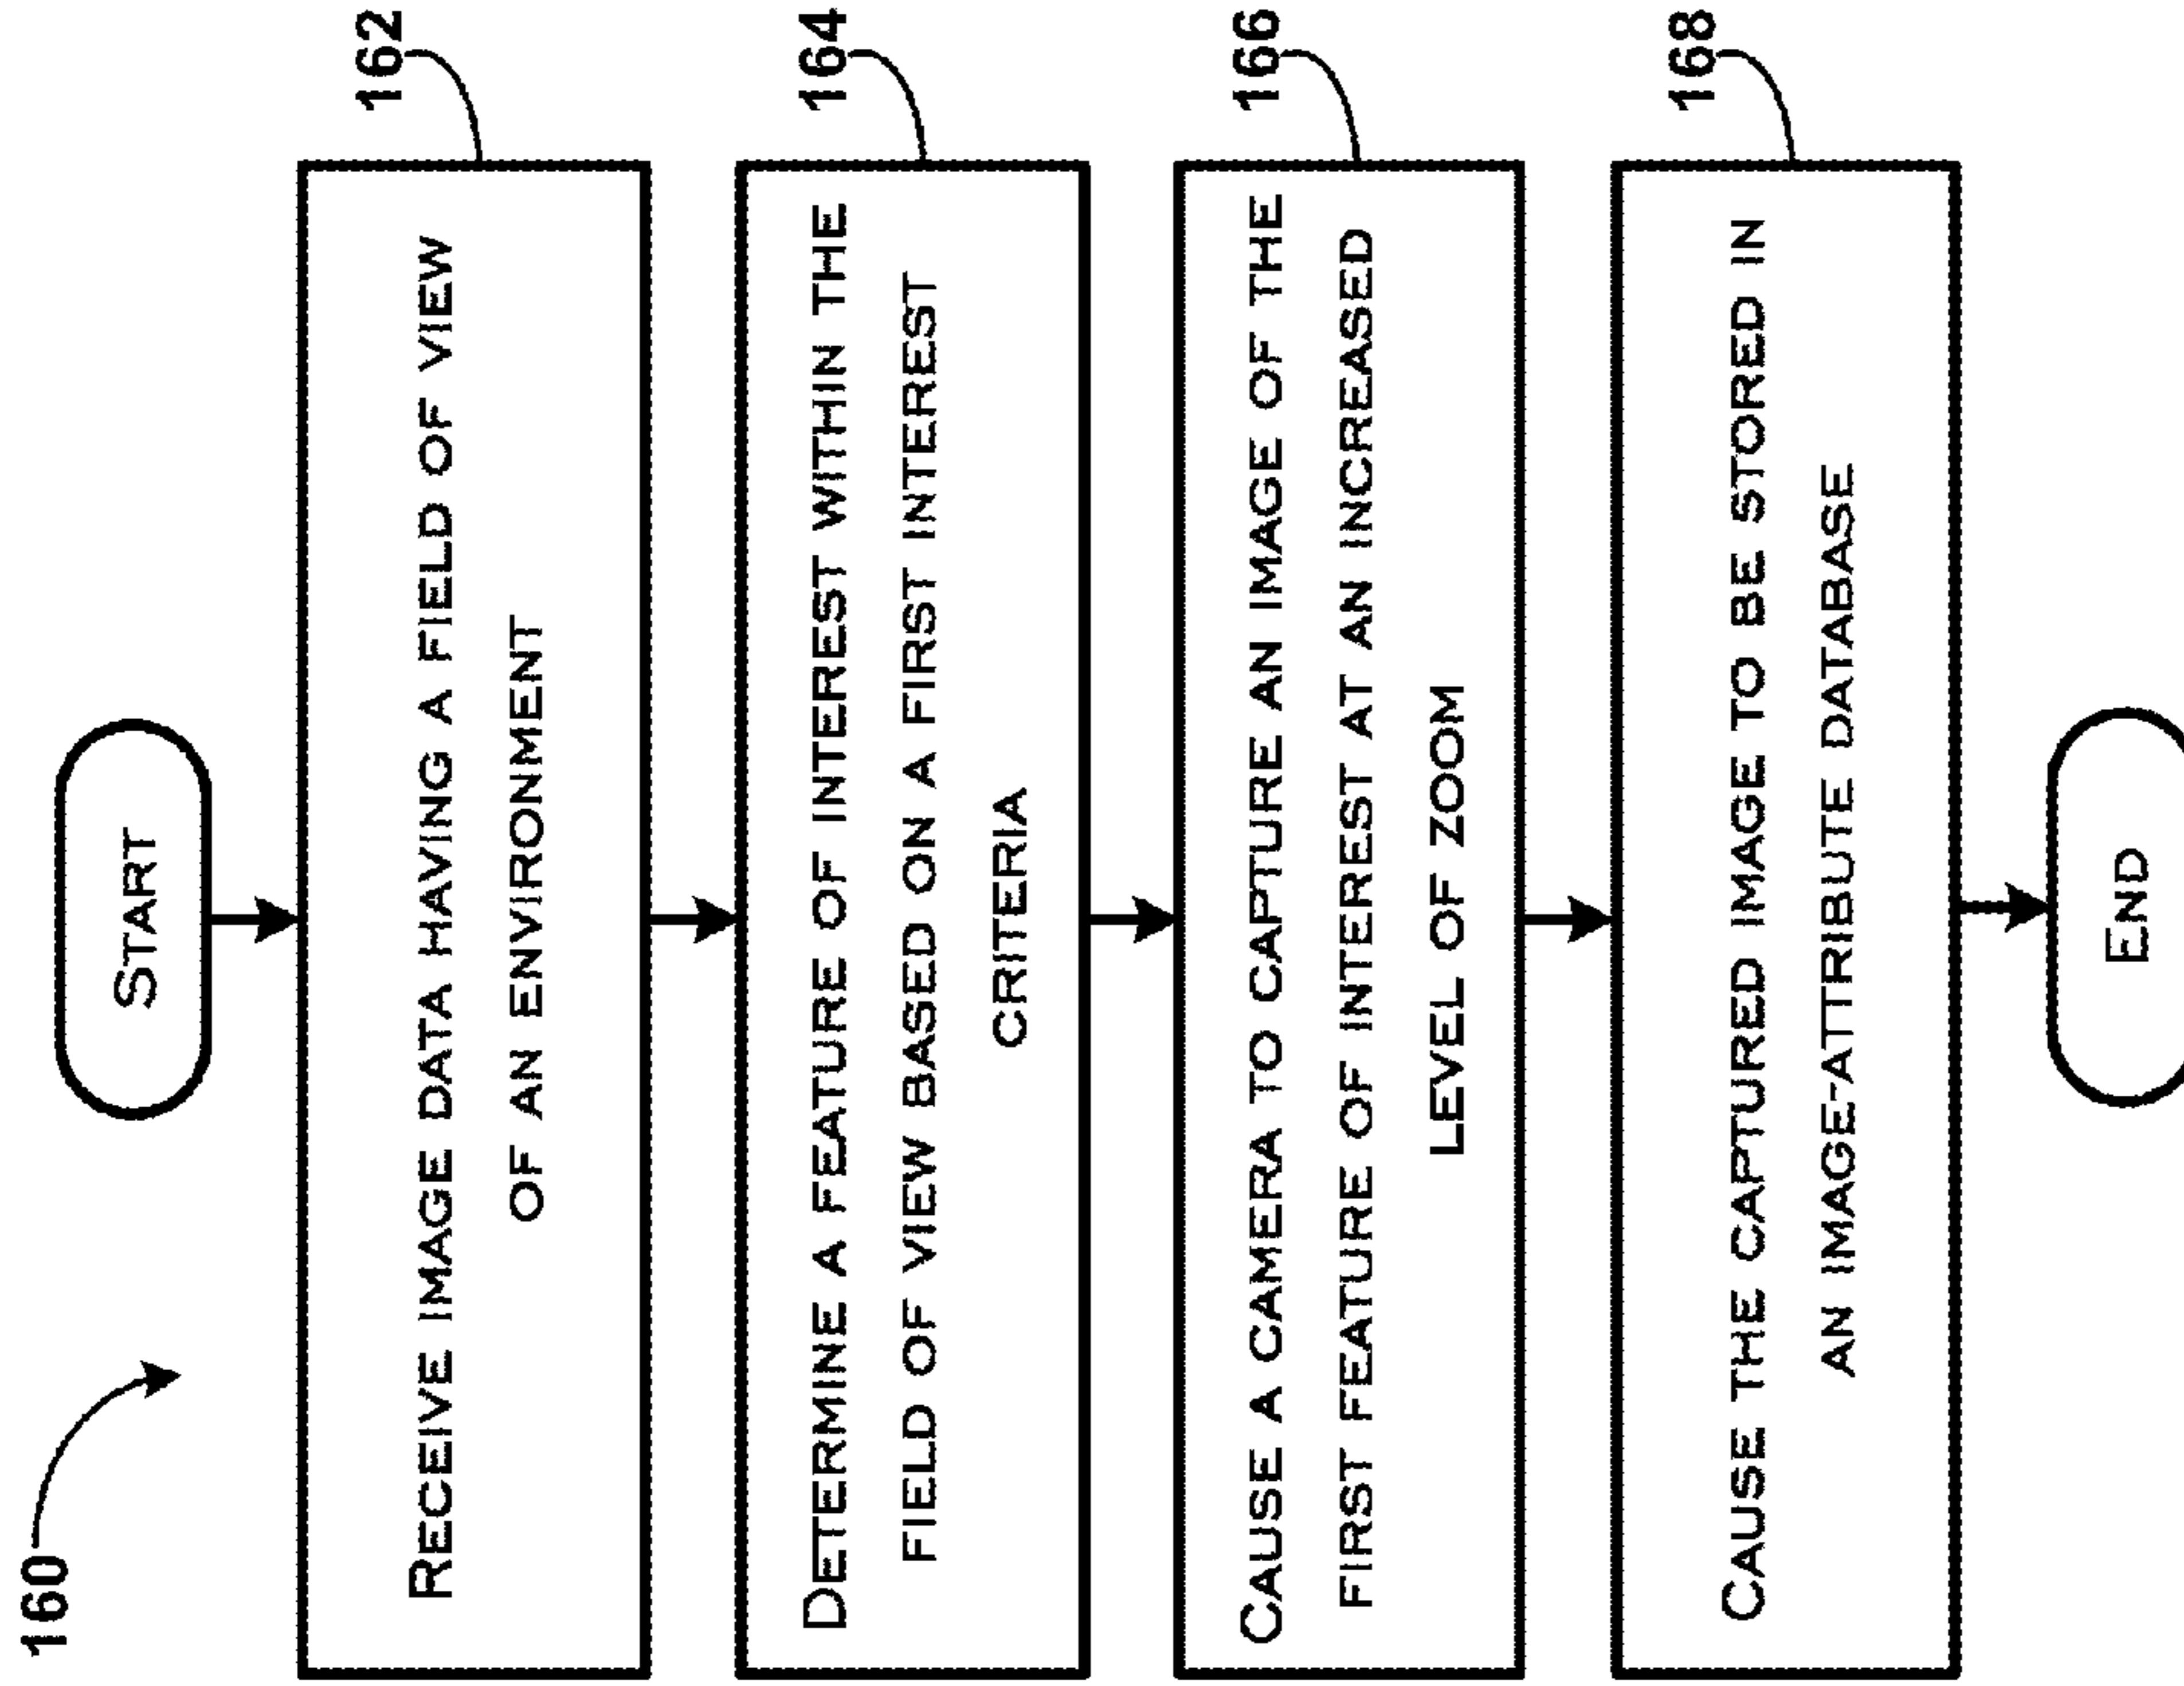 160
START
RECEIVE IMAGE DATA HAVING A FIELD OF VIEW
OF AN ENVIRONMENT
162
DETERMINE A FEATURE OF INTEREST WITHIN THE
FIELD OF VIEW BASED ON A FIRST INTEREST
CRITERIA
164
CAUSE A CAMERA TO CAPTURE AN IMAGE OF THE
FIRST FEATURE OF INTEREST AT AN INCREASED
LEVEL OF ZOOM
166
CAUSE THE CAPTURED IMAGE TO BE STORED IN
AN IMAGE-ATTRIBUTE DATABASE
168
END